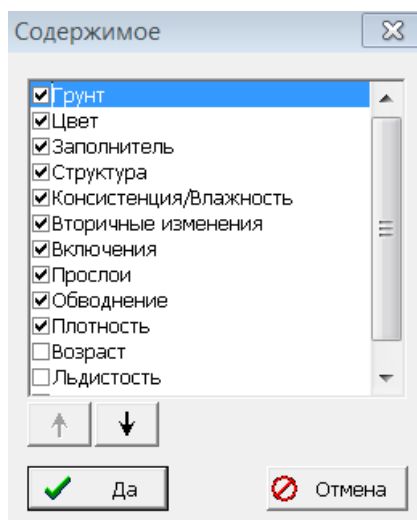 Содержимое
Грунт
Цвет
Заполнитель
Структура
Консистенция/Влажность
Вторичные изменения
Включения
Прослои
Обводнение
Плотность
Возраст
Льдистость
Да
Отмена